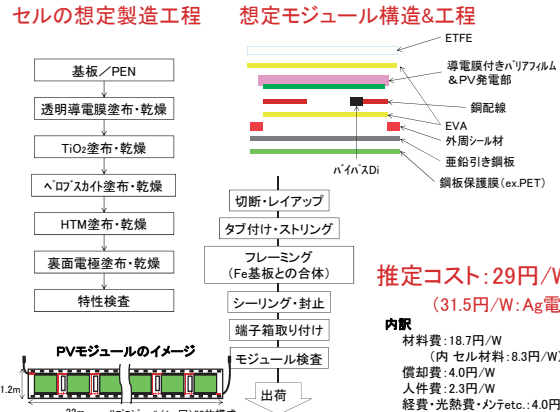 セルの想定製造工程
基板／PEN
透明導電膜塗布・乾燥
TiO₂塗布・乾燥
ペロブスカイト塗布・乾燥
HTM塗布・乾燥
裏面電極塗布・乾燥
特性検査
PVモジュールのイメージ
1.2m
想定モジュール構造&工程
ETFE
導電膜付きバリアフィルム
＆PV発電部
銅配線
EVA
外周シール材
亜鉛引き鋼板
鋼板保護膜(ex.PET)
バイパスDi
切断・レイアップ
タブ付け・ストリング
フレーミング
(Fe基板との合体)
シーリング・封止
端子箱取り付け
モジュール検査
出荷
推定コスト：29円/W
（31.5円/W：Ag電
内訳
材料費：18.7円/W
（内 セル材料：8.3円/W）
償却費：4.0円/W
人件費：2.3円/W
経費・光熱費・メンテetc.：4.0円